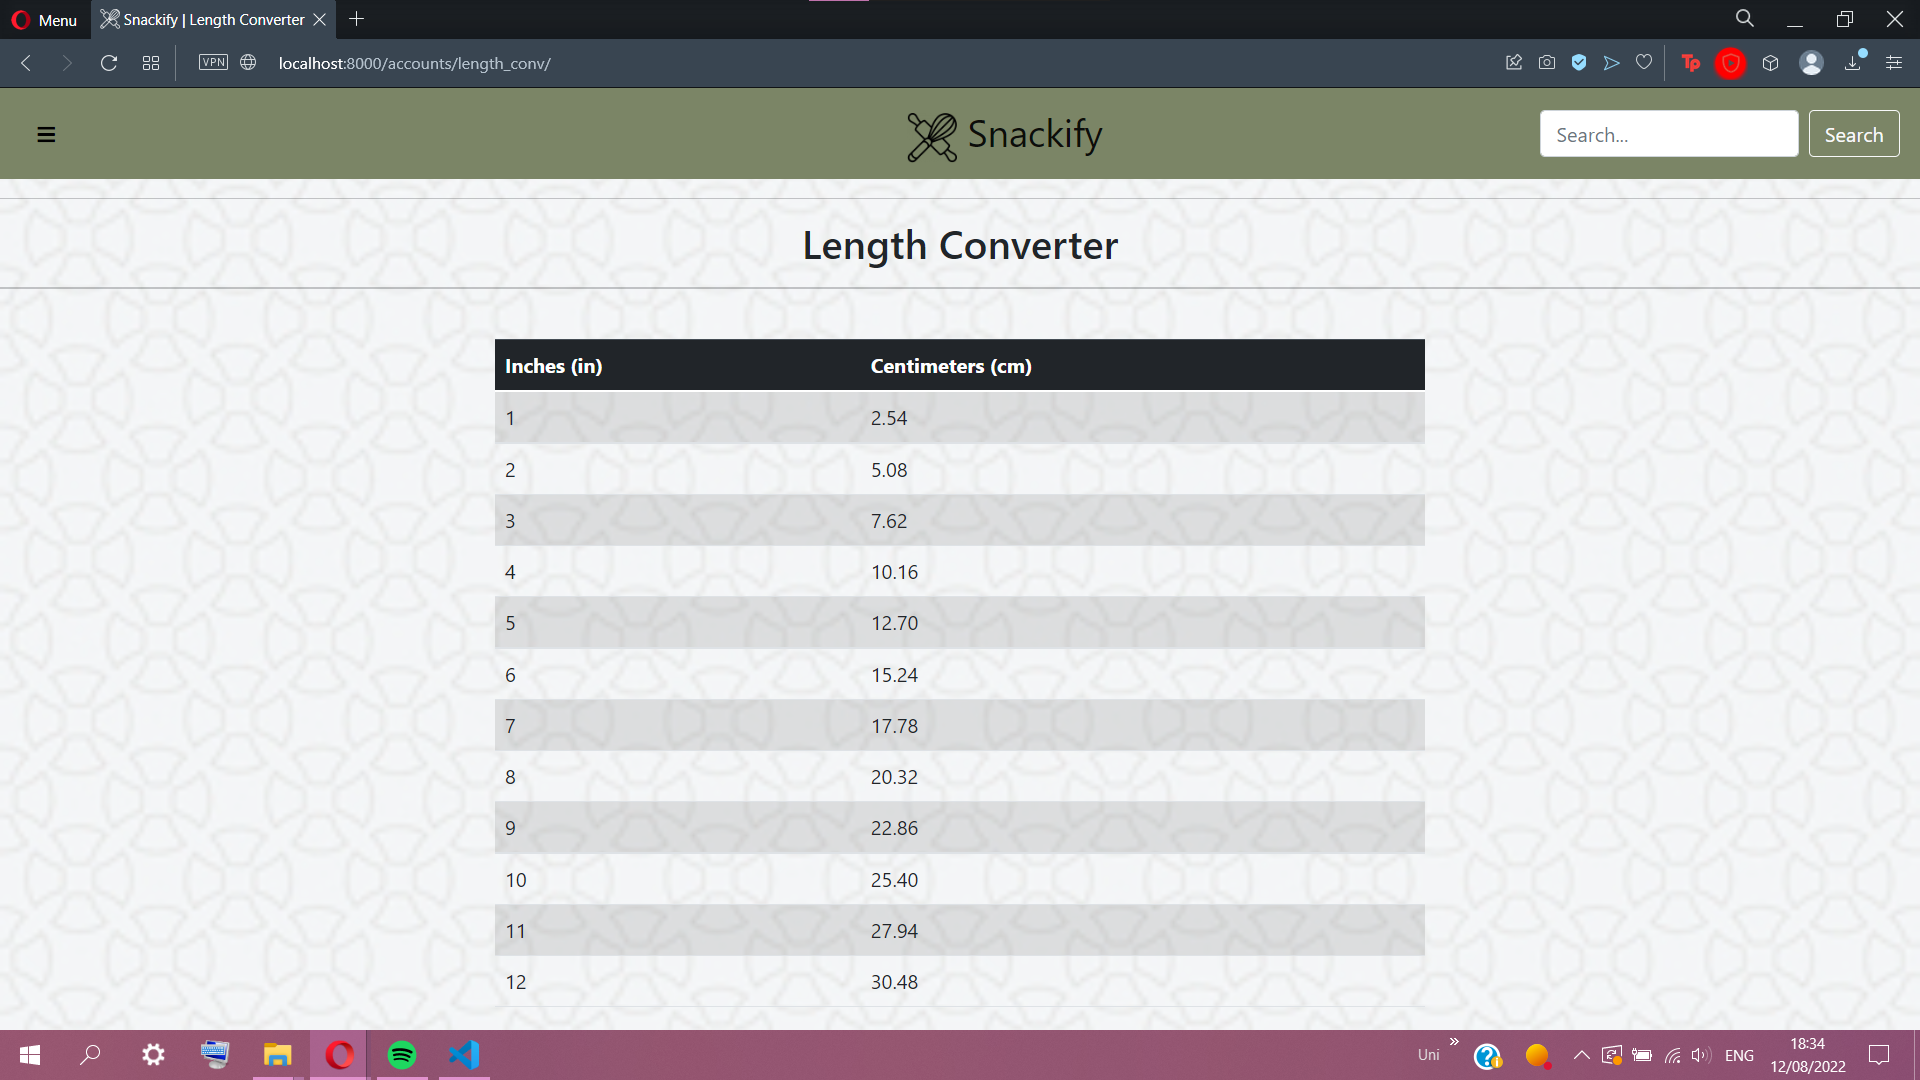 Menu
Snackify | Length Converter
VPN
localhost:8000/accounts/length_conv/
Tp
Snackify
Search...
Search
Length Converter
Inches (in) Centimeters (cm)
1 2.54
2 5.08
3 7.62
4 10.16
5 12.70
6 15.24
7 17.78
8 20.32
9 22.86
10 25.40
11 27.94
12 30.48
Uni
ENG
18:34
12/08/2022